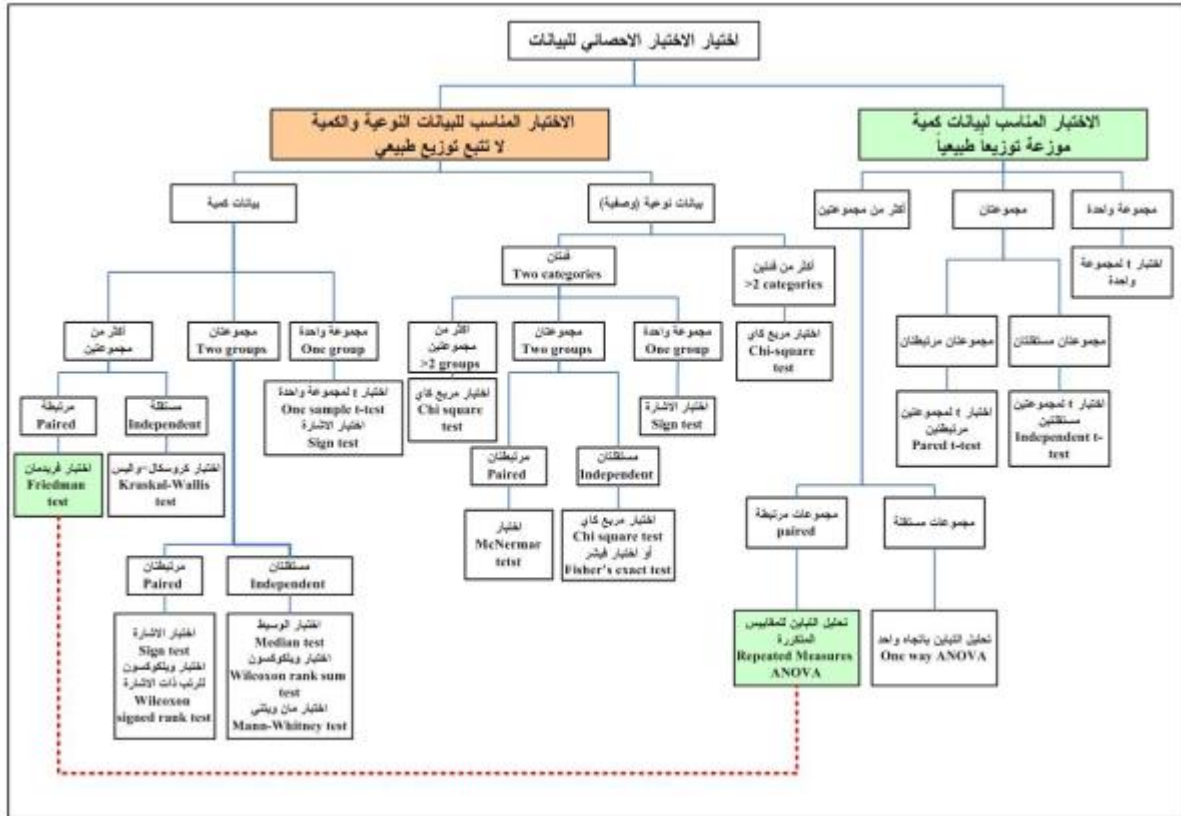 اختيار الاختبار الاحصائي للبيانات
الاختبار المناسب لبيانات كمية
موزعة توزيعاً طبيعياً
الاختبار المناسب للبيانات النوعية والكمية
لا تتبع توزيع طبيعي
مجموعة واحدة
مجموعتان
أكثر من مجموعتين
بيانات نوعية (وصفية)
بيانات كمية
اختبار t لمجموعة
واحدة
أكثر من فئتين
>2 categories
فئتان
Two categories
مجموعتان مستقلتان
مجموعتان مرتبطتان
اختبار مربع كاي
Chi-square
test
مجموعة واحدة
One group
مجموعتان
Two groups
اكثر من
مجموعتين
>2 groups
مجموعة واحدة
One group
مجموعتان
Two groups
أكثر من
مجموعتين
اختبار t لمجموعتين
مستقلتين
Independent t-
test
اختبار t لمجموعتين
مرتبطتين
Pared t-test
اختبار الاشارة
Sign test
اختبار مربع كاي
Chi square
test
اختبار t لمجموعة واحدة
One sample t-test
اختبار الاشارة
Sign test
مستقلة
Independent
مرتبطة
Paired
مستقلتان
Independent
مرتبطتان
Paired
اختبار كروسكال-واليس
Kruskal-Wallis
test
اختبار فريدمان
Friedman
test
مجموعات مستقلة
مجموعات مرتبطة
paired
اختبار مربع كاي
Chi square test
أو اختبار فيشر
Fisher's exact test
اختبار
McNermar
tetst
مستقلتان
Independent
مرتبطتان
Paired
تحليل التباين باتجاه واحد
One way ANOVA
تحليل التباين للمقاييس
المتكررة
Repeated Measures
ANOVA
اختبار الوسيط
Median test
اختبار ويلكوكسون
Wilcoxon rank sum
test
اختبار مان ويتني
Mann-Whitney test
اختبار الاشارة
Sign test
اختبار ويلكوكسون
للرتب ذات الاشارة
Wilcoxon
signed rank test